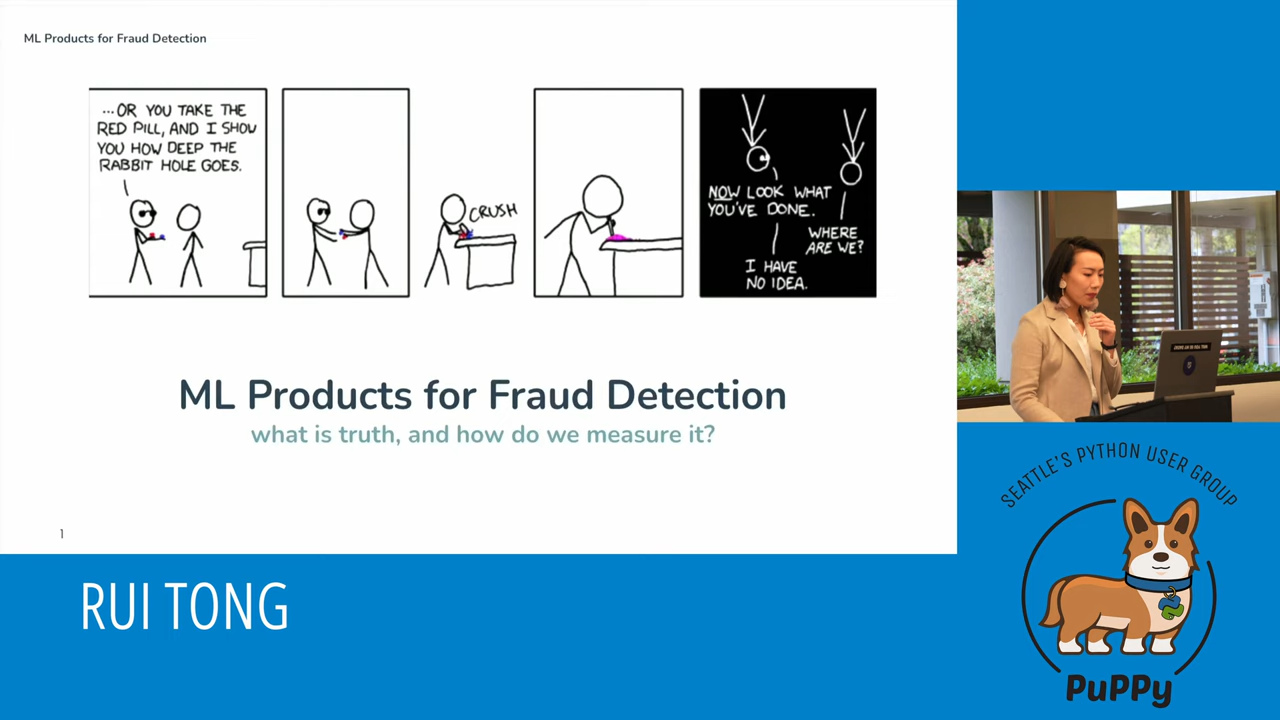 ML Products for Fraud Detection
...OR YOU TAKE THE
RED PILL, AND I SHOW
YOU HOW DEEP THE
RABBIT HOLE GOES.
CRUSH
NOW LOOK WHAT
YOU'VE DONE.
WHERE
ARE WE?
I HAVE
NO IDEA.
ML Products for Fraud Detection
what is truth, and how do we measure it?
1
RUI TONG
SEATTLE'S PYTHON USER GROUP
PuPPy